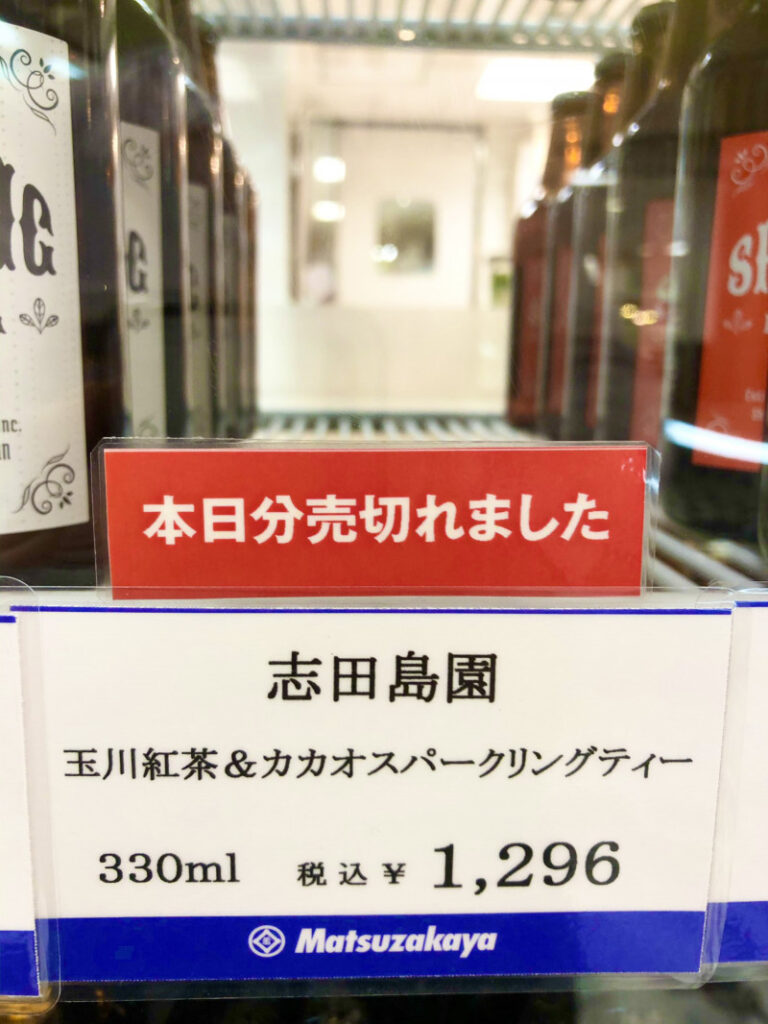 nc.
本日分売切れました
志田島園
玉川紅茶&カカオスパークリングティー
330ml 税込¥ 1,296
Matsuzakaya